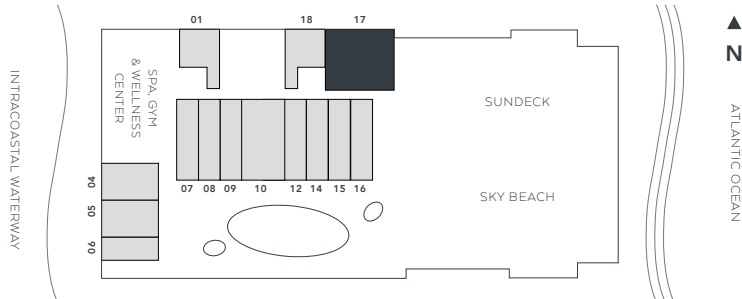 01
18
17
N
SPA, GYM
& WELLNESS
CENTER
INTRACOASTAL WATERWAY
SUNDECK
ATLANTIC OCEAN
04
05
06
07
08
09
10
12
14
15
16
SKY BEACH